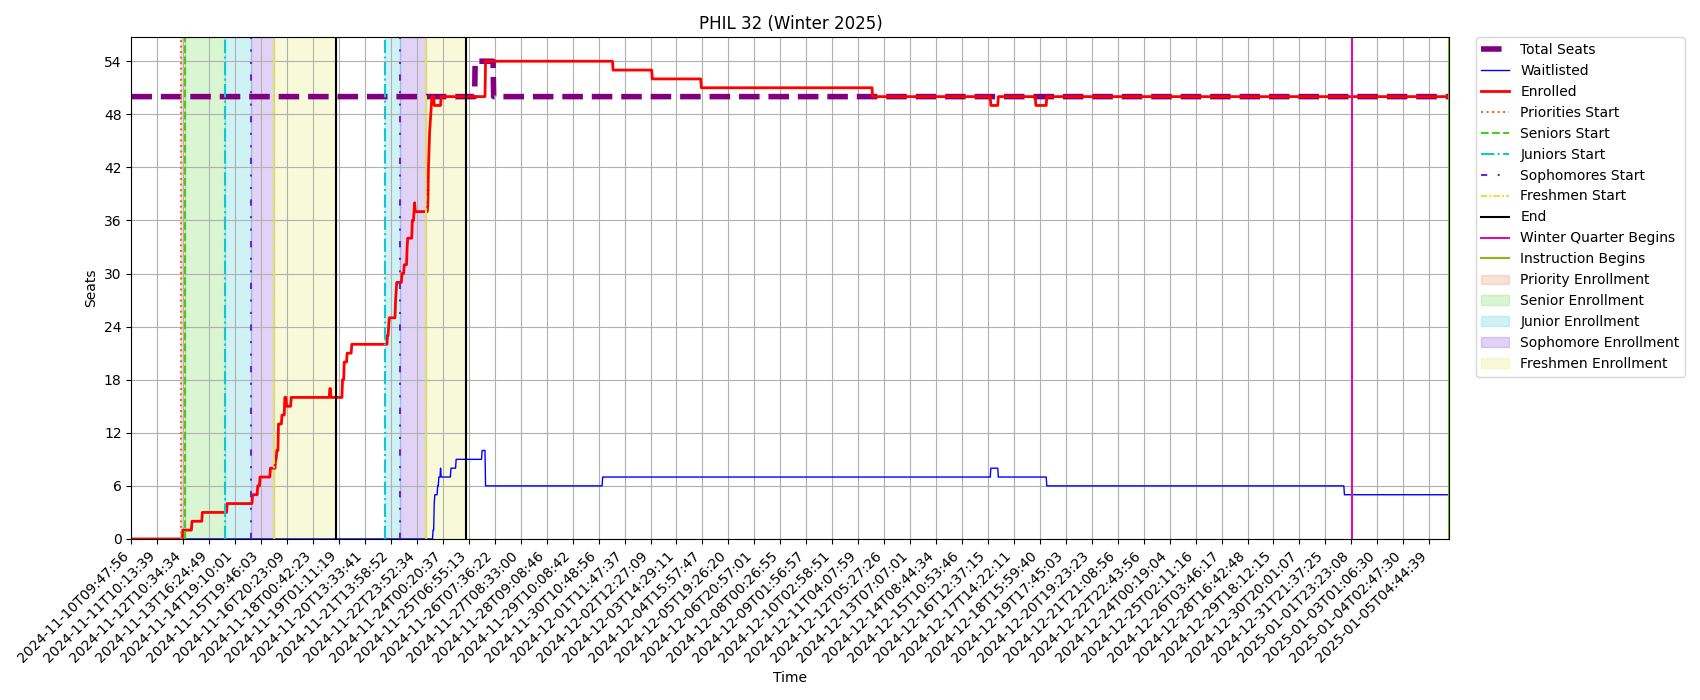 PHIL 32 (Winter 2025)
Seats
54
48
42
36
30
24
18
12
6
0
2024-11-10T09:47:56
2024-11-11T10:13:39
2024-11-12T10:34:34
2024-11-13T16:24:49
2024-11-14T19:10:01
2024-11-15T19:46:03
2024-11-16T20:23:09
2024-11-18T00:42:23
2024-11-19T01:11:19
2024-11-20T13:33:41
2024-11-21T13:58:52
2024-11-22T23:52:34
2024-11-24T00:20:37
2024-11-25T06:55:13
2024-11-26T07:36:22
2024-11-27T08:33:00
2024-11-28T09:08:46
2024-11-29T10:08:42
2024-11-30T10:48:56
2024-12-01T11:47:37
2024-12-02T12:27:09
2024-12-03T14:29:11
2024-12-04T15:57:47
2024-12-05T19:26:20
2024-12-06T20:57:01
2024-12-08T00:26:55
2024-12-09T01:56:57
2024-12-10T02:58:51
2024-12-11T04:07:59
2024-12-12T05:27:26
2024-12-13T07:07:01
2024-12-14T08:44:34
2024-12-15T10:53:46
2024-12-16T12:37:15
2024-12-17T14:22:11
2024-12-18T15:59:40
2024-12-19T17:45:03
2024-12-20T19:23:23
2024-12-21T21:08:56
2024-12-22T22:43:56
2024-12-24T00:19:04
2024-12-25T02:11:16
2024-12-26T03:46:17
2024-12-28T16:42:48
2024-12-29T18:12:15
2024-12-30T20:01:07
2024-12-31T21:37:25
2025-01-01T23:23:08
2025-01-03T01:06:30
2025-01-04T02:47:30
2025-01-05T04:44:39
Time
Total Seats
Waitlisted
Enrolled
Priorities Start
Seniors Start
Juniors Start
Sophomores Start
Freshmen Start
End
Winter Quarter Begins
Instruction Begins
Priority Enrollment
Senior Enrollment
Junior Enrollment
Sophomore Enrollment
Freshmen Enrollment